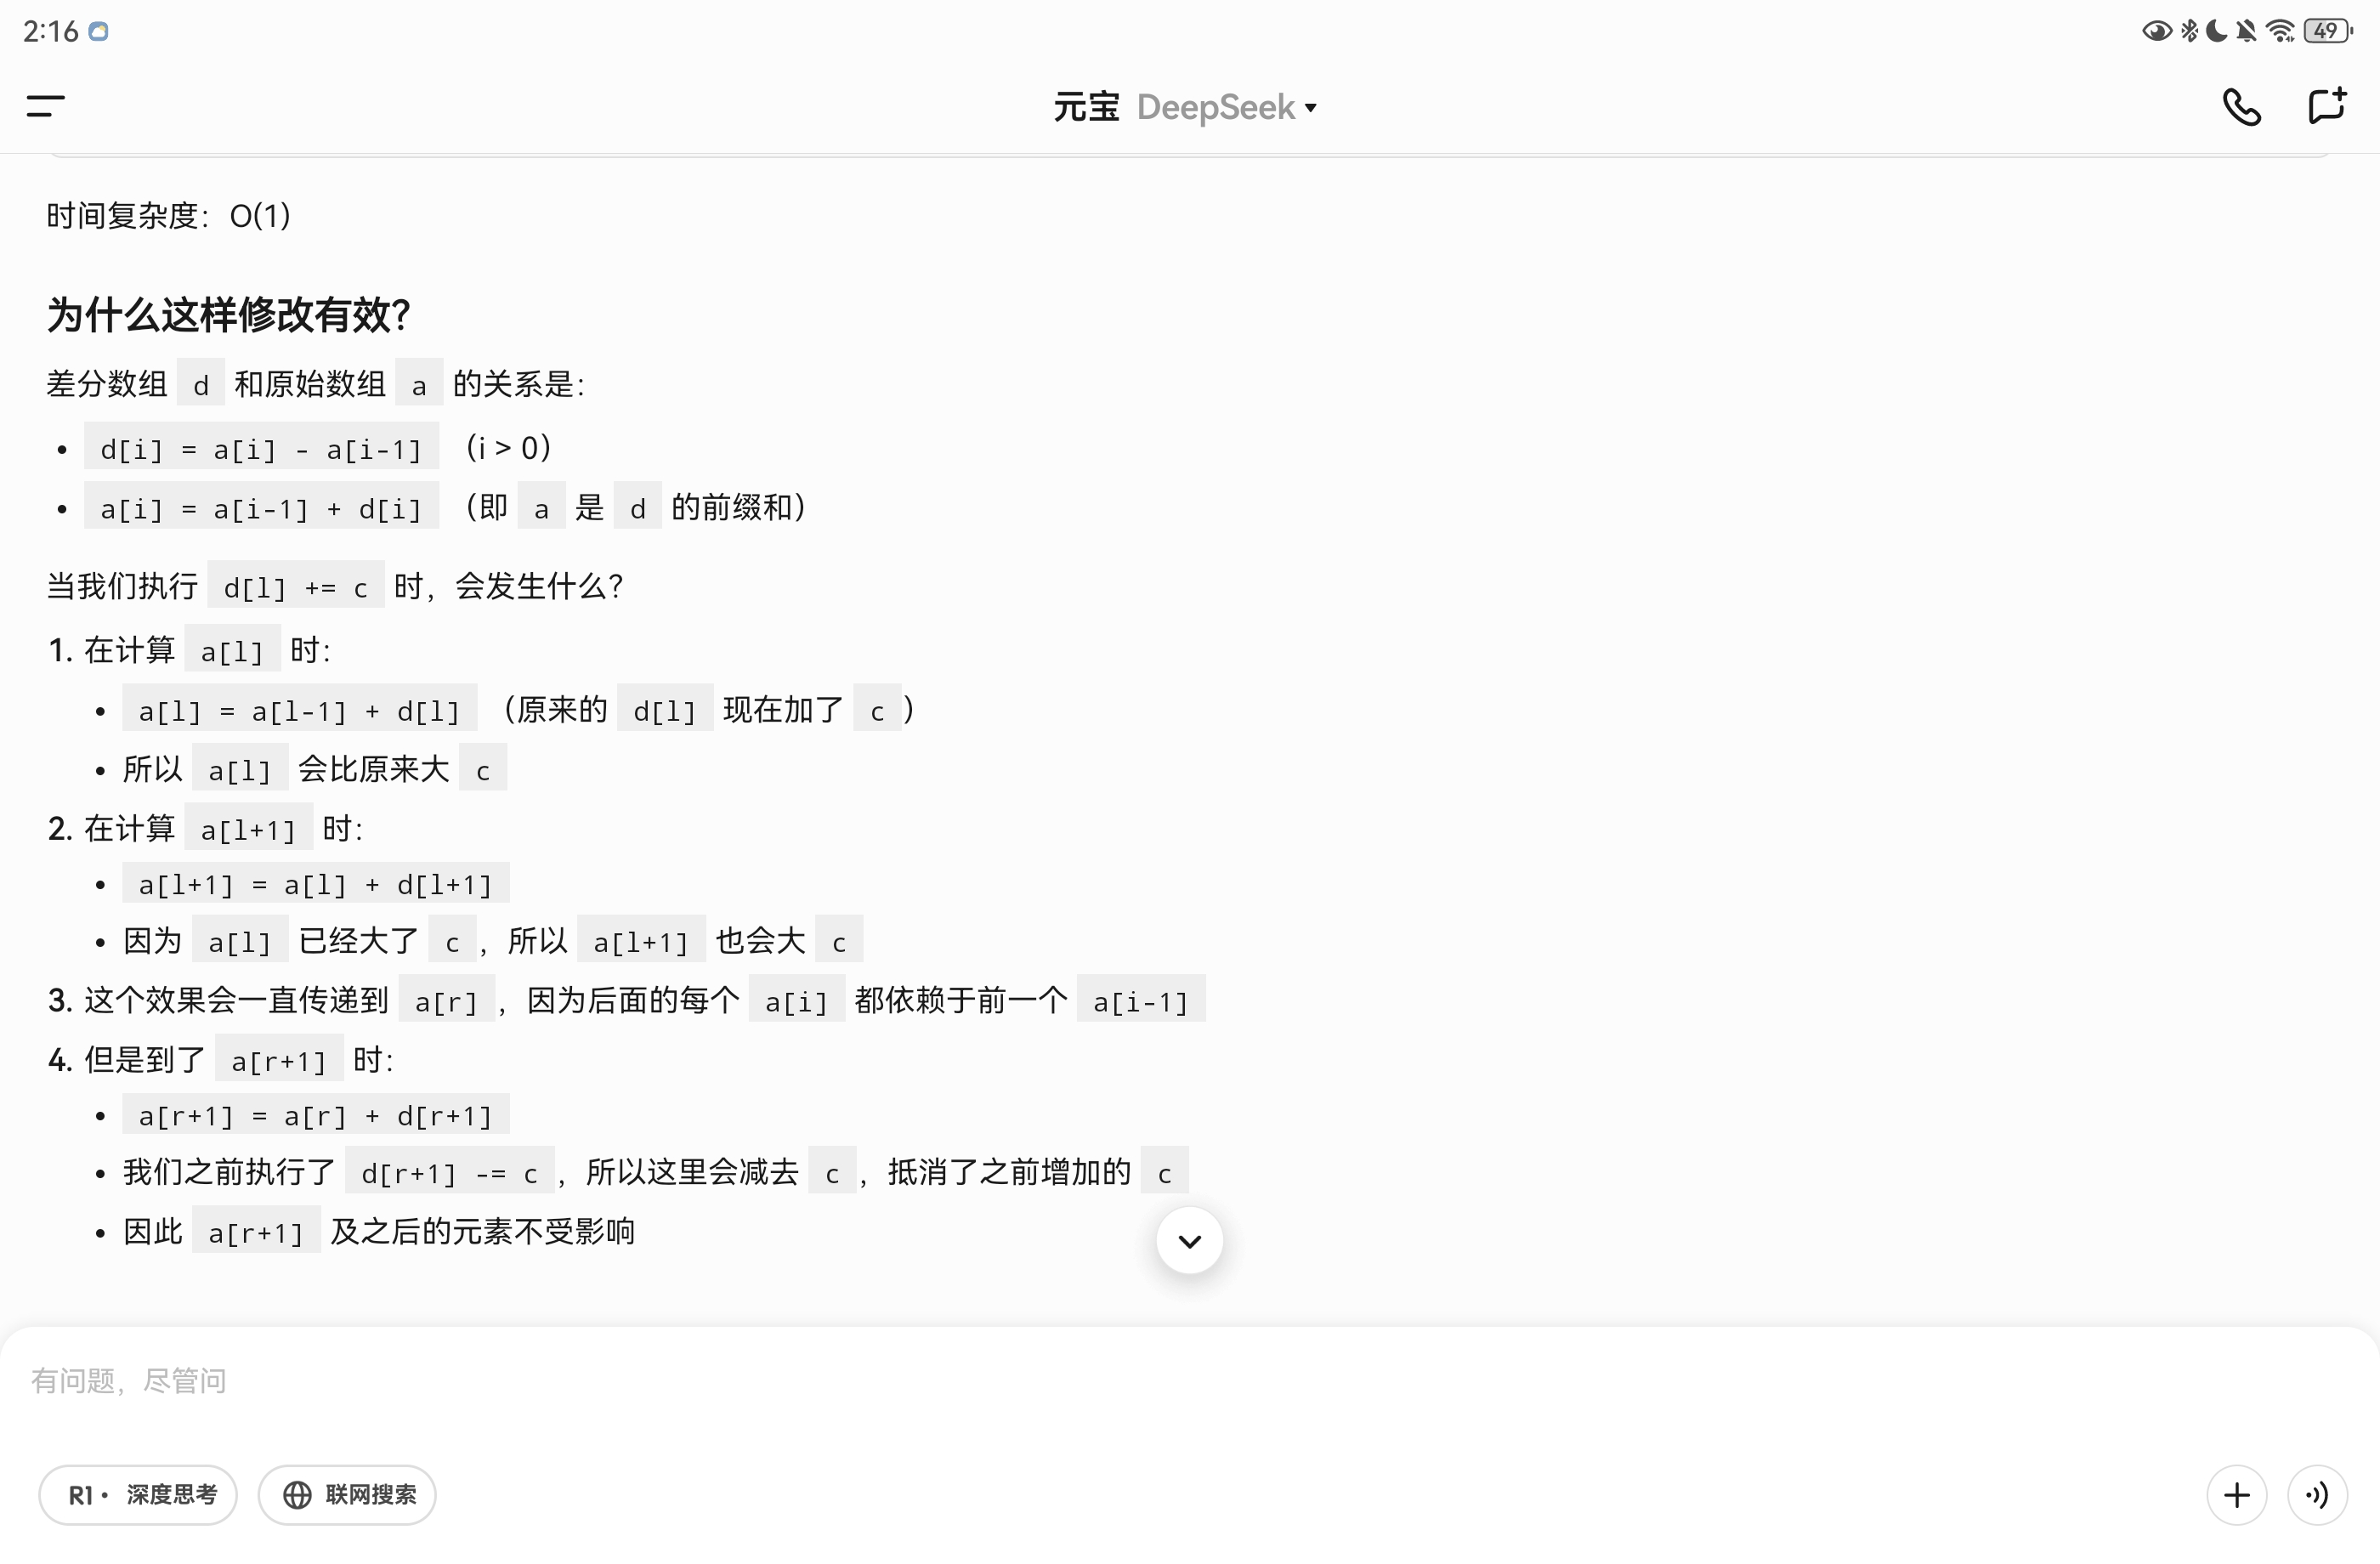 2:16
49
元宝 DeepSeek
时间复杂度：O(1)
为什么这样修改有效？
差分数组 d 和原始数组 a 的关系是：
• d[i] = a[i] - a[i-1] （i > 0）
• a[i] = a[i-1] + d[i] （即 a 是 d 的前缀和）
当我们执行 d[l] += c 时，会发生什么？
1. 在计算 a[l] 时：
• a[l] = a[l-1] + d[l] （原来的 d[l] 现在加了 c）
• 所以 a[l] 会比原来大 c
2. 在计算 a[l+1] 时：
• a[l+1] = a[l] + d[l+1]
• 因为 a[l] 已经大了 c，所以 a[l+1] 也会大 c
3. 这个效果会一直传递到 a[r]，因为后面的每个 a[i] 都依赖于前一个 a[i-1]
4. 但是到了 a[r+1] 时：
• a[r+1] = a[r] + d[r+1]
• 我们之前执行了 d[r+1] -= c，所以这里会减去 c，抵消了之前增加的 c
• 因此 a[r+1] 及之后的元素不受影响
有问题，尽管问
R1· 深度思考
联网搜索